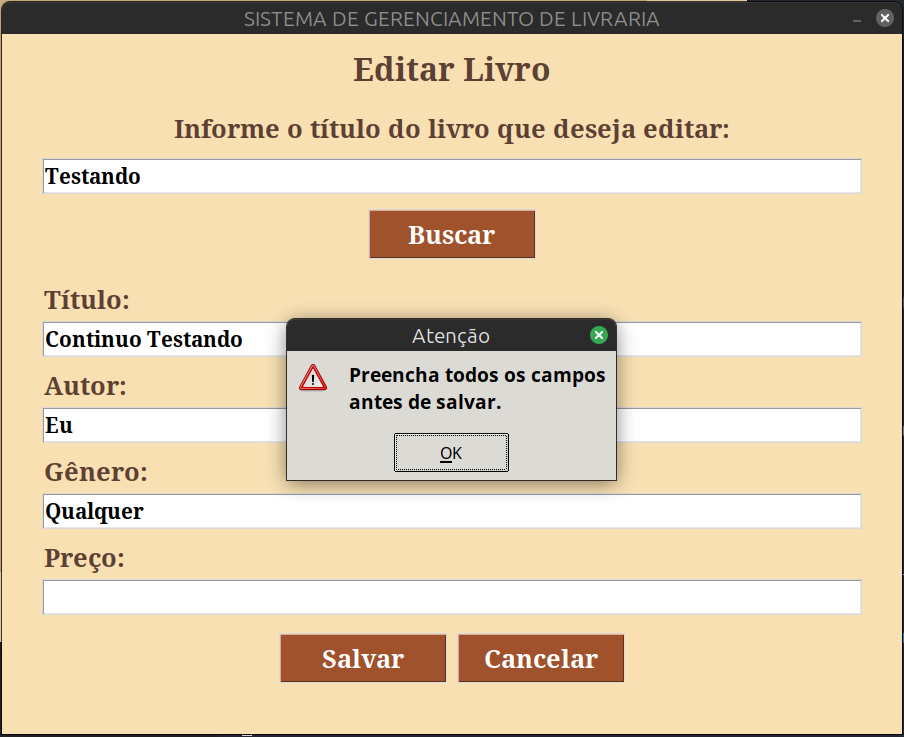 SISTEMA DE GERENCIAMENTO DE LIVRARIA
Editar Livro
Informe o título do livro que deseja editar:
Testando
Buscar
Título:
Continuo Testando
Atenção
Preencha todos os campos
antes de salvar.
OK
Autor:
Eu
Gênero:
Qualquer
Preço:
Salvar
Cancelar